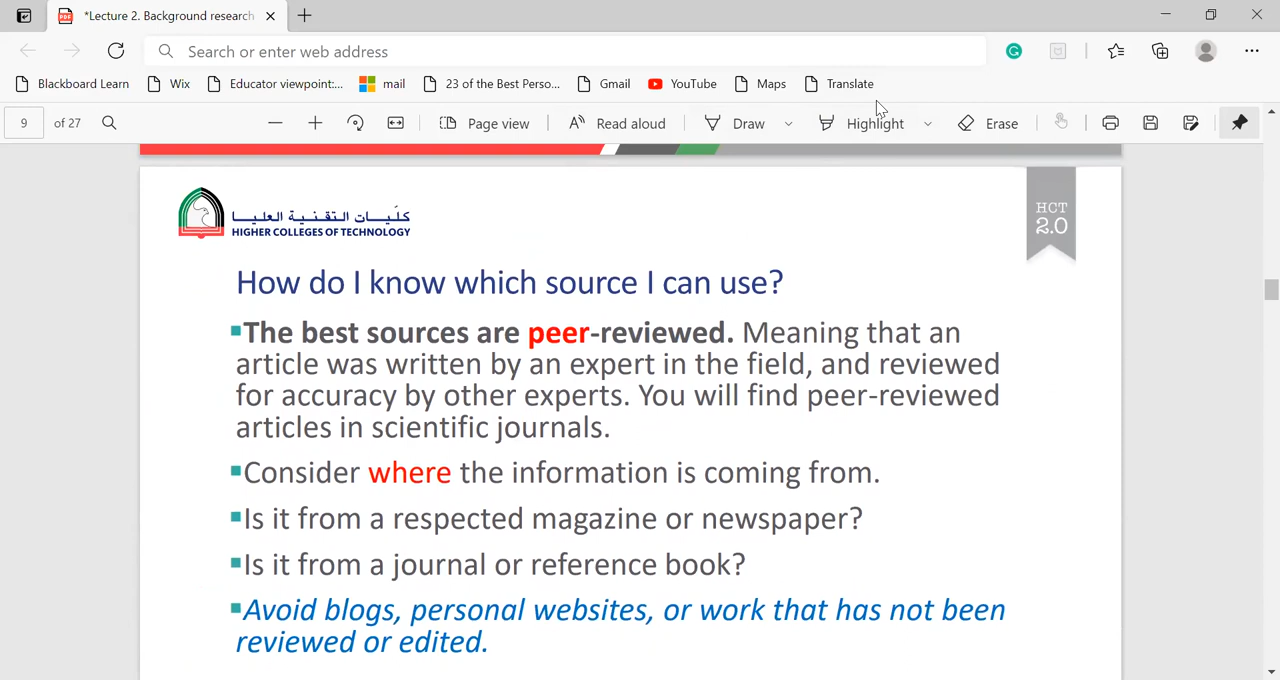 *Lecture 2. Background research
Search or enter web address
Blackboard Learn Wix Educator viewpoint:... mail 23 of the Best Perso... Gmail YouTube Maps Translate
9 of 27 Page view A Read aloud Draw Highlight Erase
كلّيات التقنية العليا
HIGHER COLLEGES OF TECHNOLOGY
HCT
2.0
How do I know which source I can use?
The best sources are peer-reviewed. Meaning that an
article was written by an expert in the field, and reviewed
for accuracy by other experts. You will find peer-reviewed
articles in scientific journals.
Consider where the information is coming from.
Is it from a respected magazine or newspaper?
Is it from a journal or reference book?
Avoid blogs, personal websites, or work that has not been
reviewed or edited.